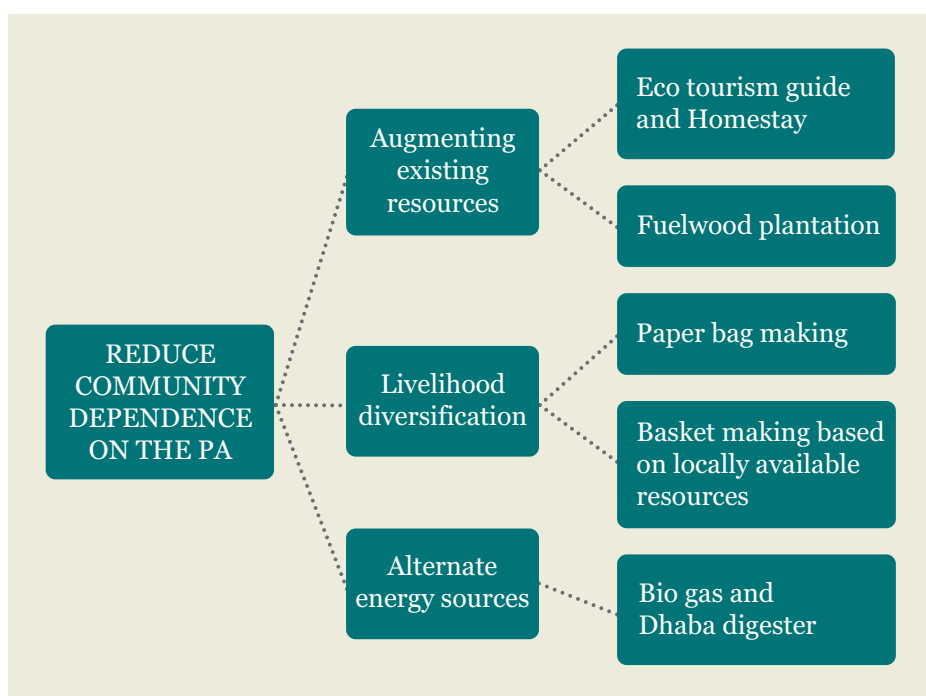 REDUCE
COMMUNITY
DEPENDENCE
ON THE PA
Augmenting
existing
resources
Eco tourism guide
and Homestay
Fuelwood plantation
Livelihood
diversification
Paper bag making
Basket making based
on locally available
resources
Alternate
energy sources
Bio gas and
Dhaba digester